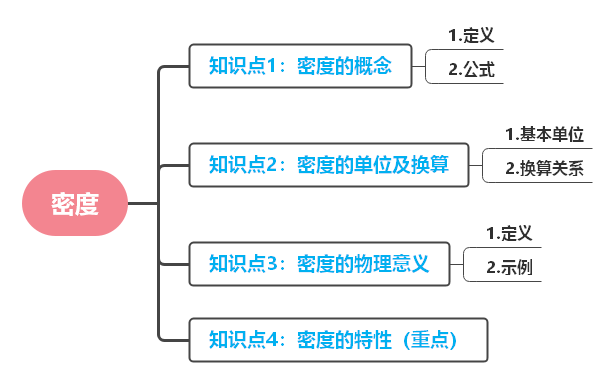 密度
知识点1：密度的概念
1.定义
2.公式
知识点2：密度的单位及换算
1.基本单位
2.换算关系
知识点3：密度的物理意义
1.定义
2.示例
知识点4：密度的特性（重点）